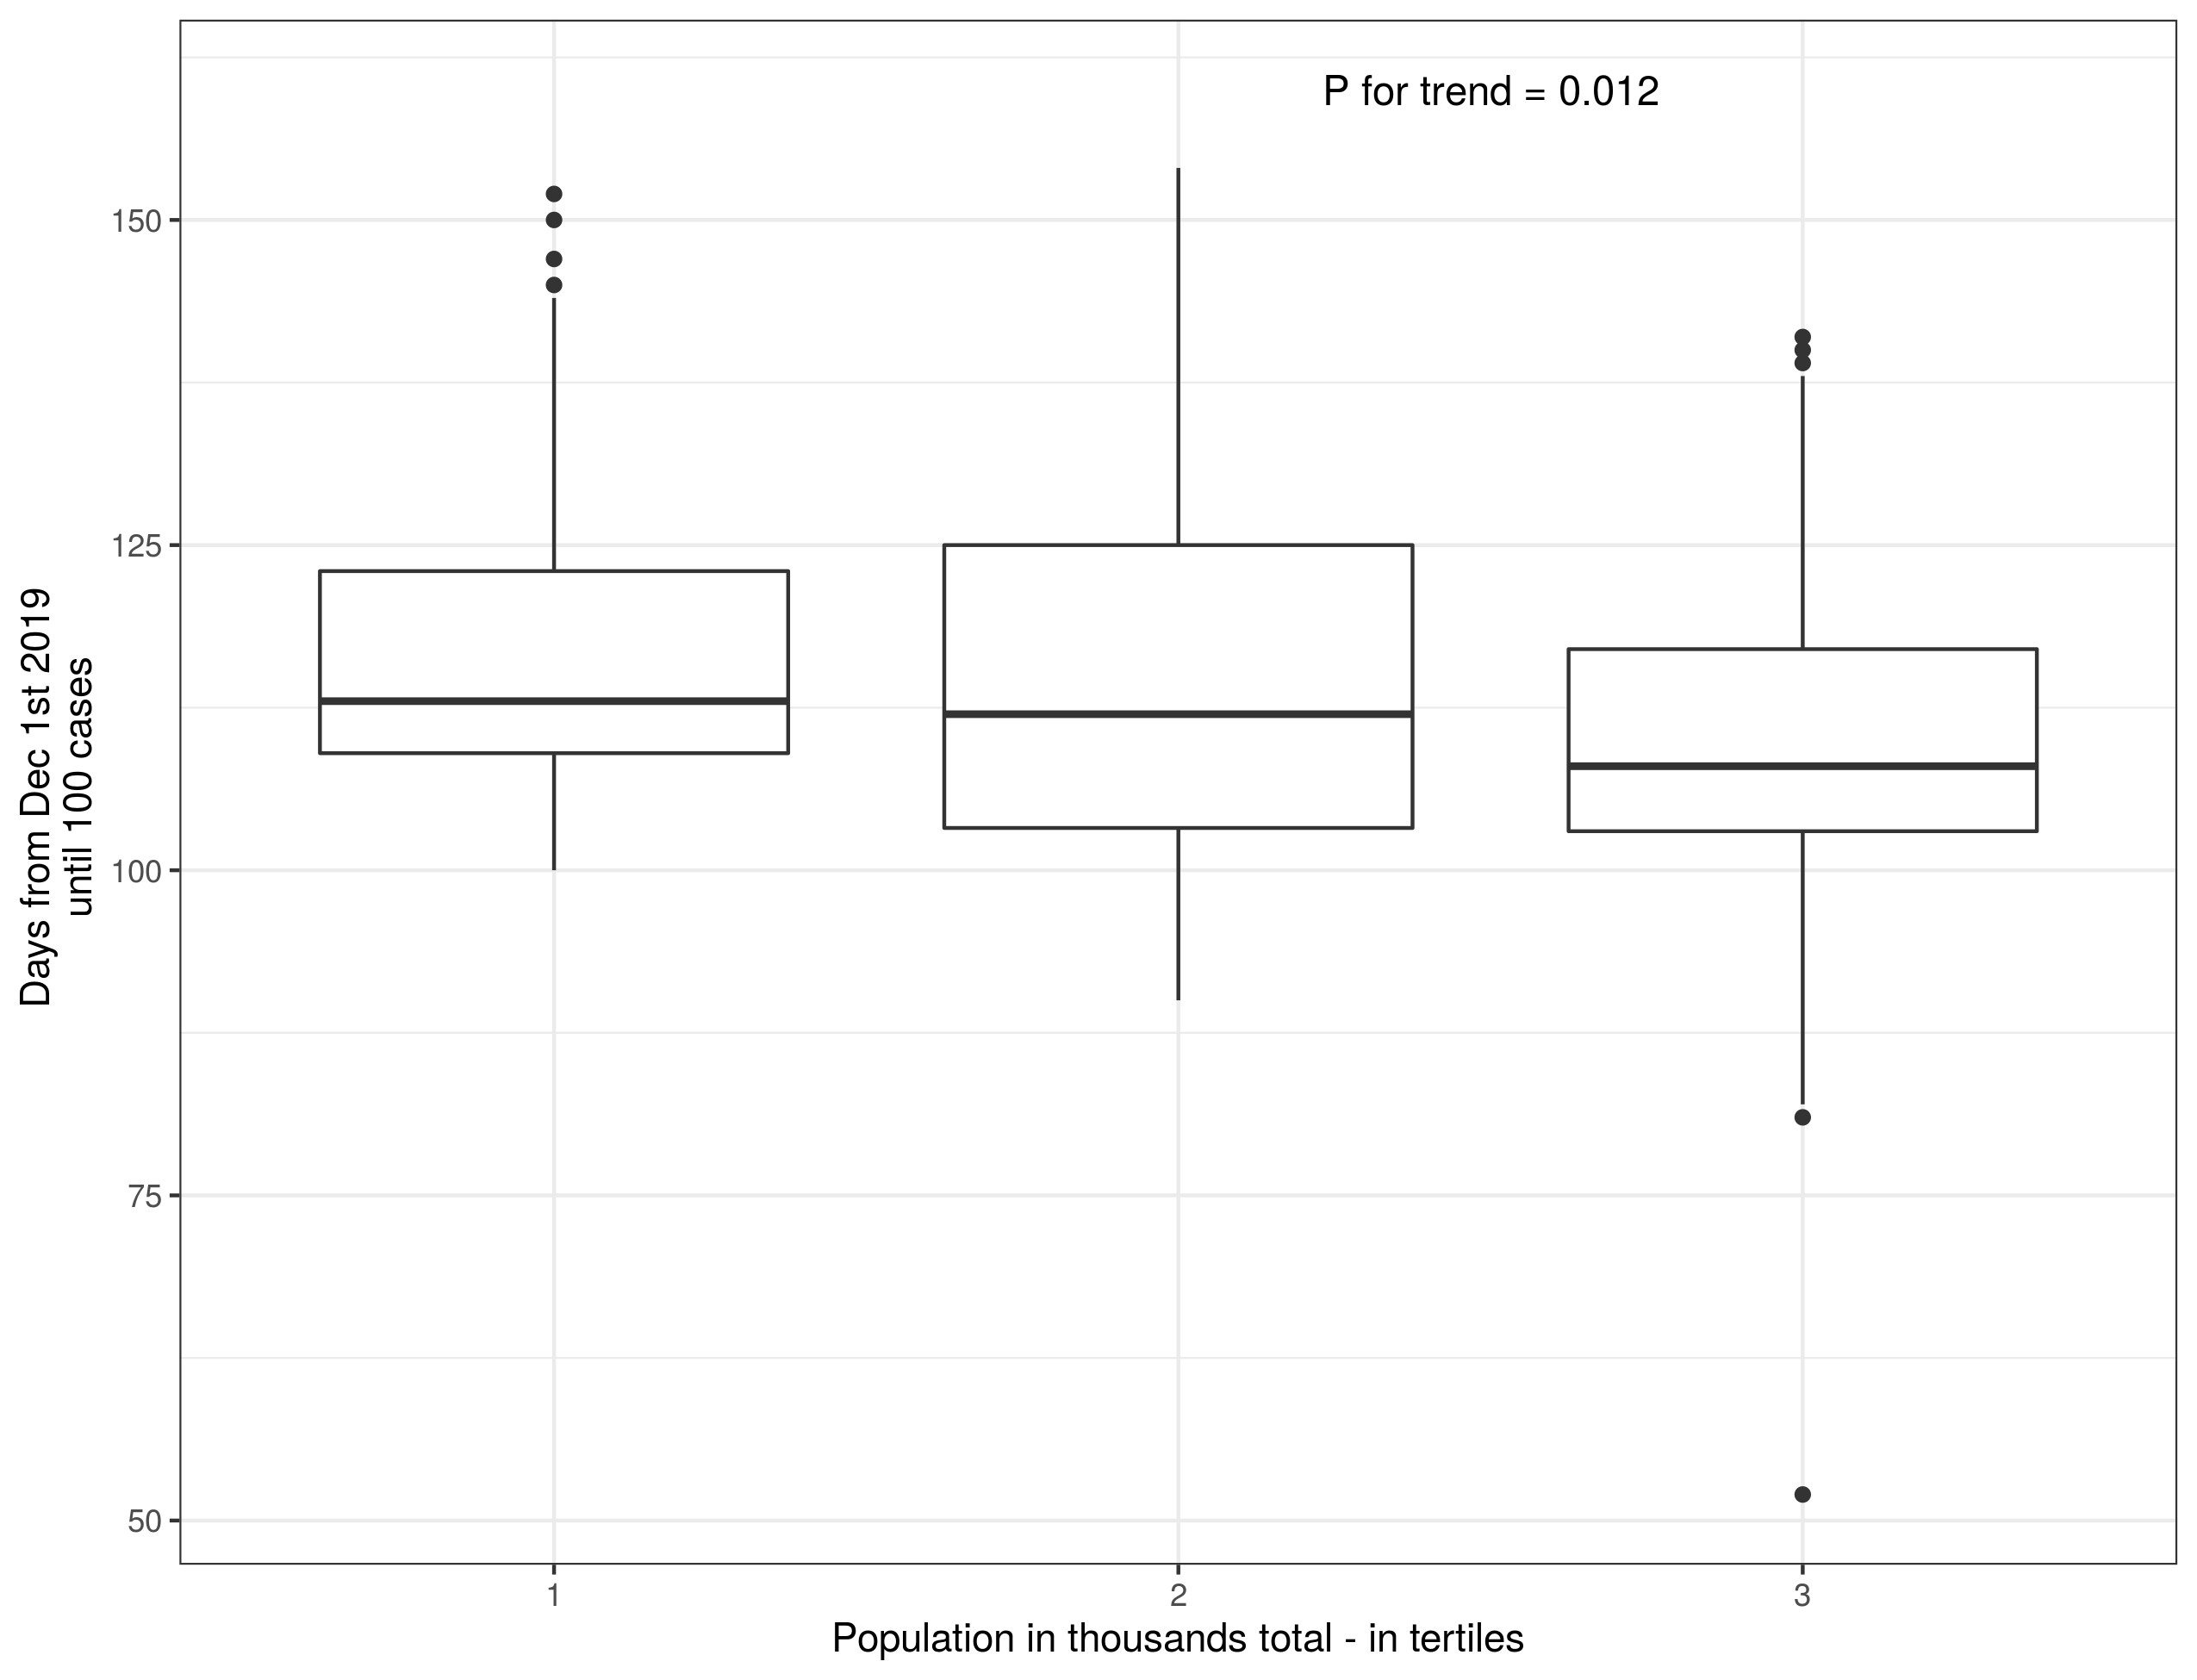 P for trend = 0.012
150
125
100
75
50
Days from Dec 1st 2019
until 100 cases
1
2
3
Population in thousands total - in tertiles